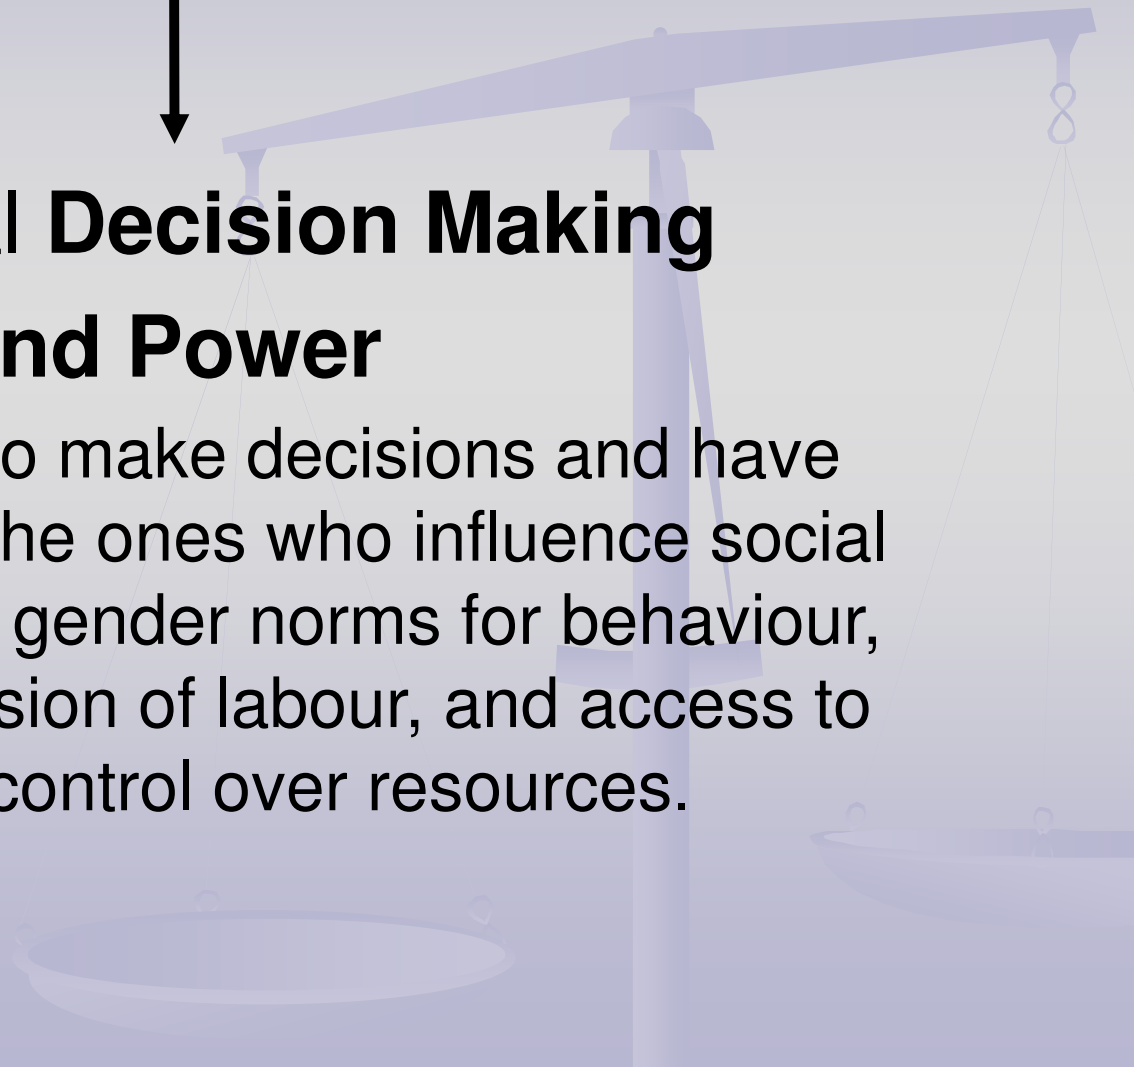 l Decision Making
nd Power
o make decisions and have
he ones who influence social
gender norms for behaviour,
sion of labour, and access to
control over resources.